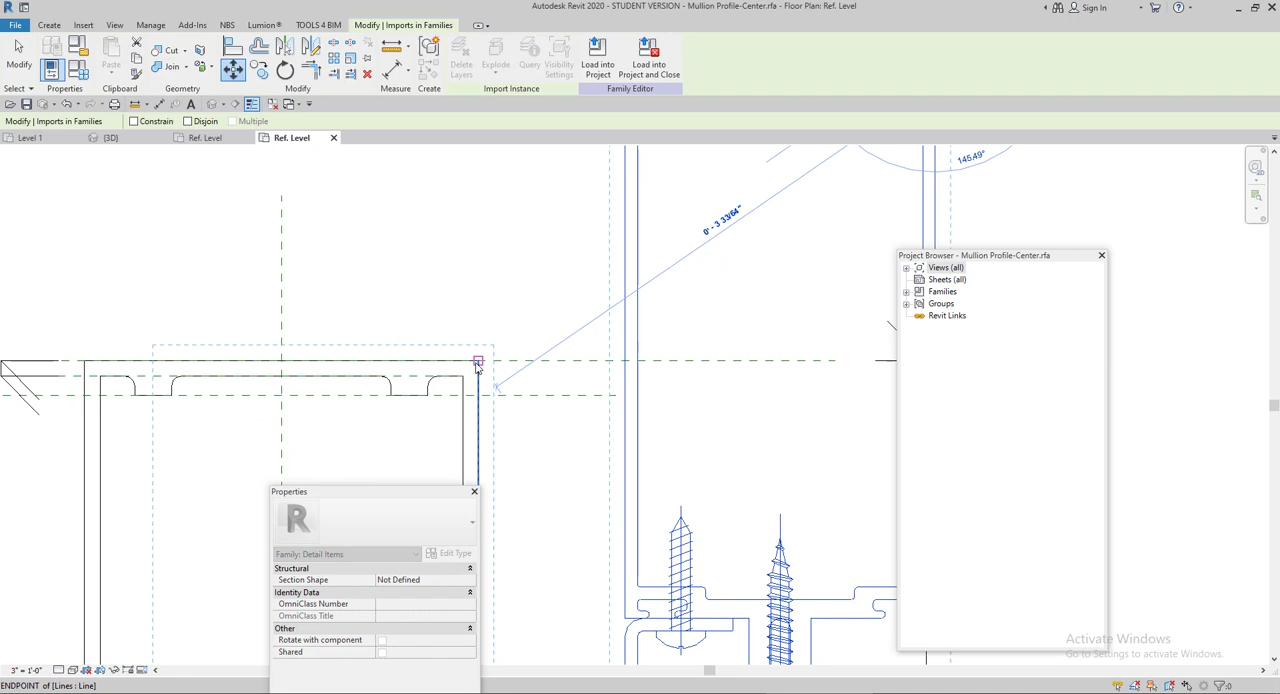 Autodesk Revit 2020 - STUDENT VERSION - Mullion Profile-Center.rfa - Floor Plan: Ref. Level
Sign In
File Create Insert View Manage Add-Ins NBS Lumion® TOOLS 4 BIM Modify | Imports in Families
Modify
Paste
Cut
Join
Delete Layers
Explode
Query
Visibility Settings
Load into Project
Load into Project and Close
Select Properties Clipboard Geometry Modify Measure Create Import Instance Family Editor
Modify | Imports in Families Constrain Disjoin Multiple
Level 1 {3D} Ref. Level Ref. Level
145.49°
0' - 3 33/64"
Project Browser - Mullion Profile-Center.rfa
Views (all)
Sheets (all)
Families
Groups
Revit Links
Properties
R
Family: Detail Items Edit Type
Structural
Section Shape Not Defined
Identity Data
OmniClass Number
OmniClass Title
Other
Rotate with component
Shared
Activate Windows
Go to Settings to activate Windows.
3" = 1'-0"
ENDPOINT of [Lines : Line]
:0